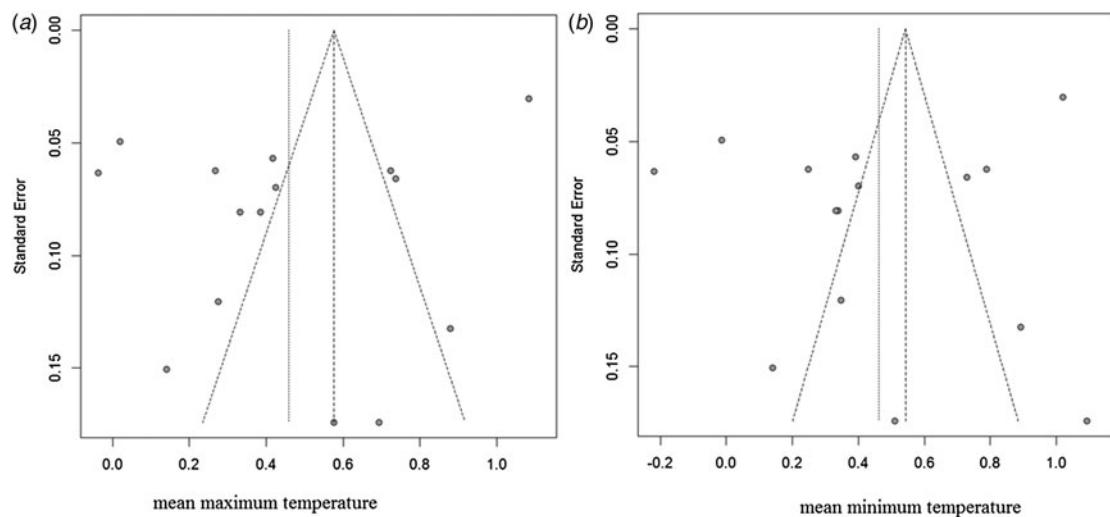 (a)
0.00
0.05
0.10
0.15
Standard Error
0.0 0.2 0.4 0.6 0.8 1.0
mean maximum temperature
(b)
0.00
0.05
0.10
0.15
Standard Error
-0.2 0.0 0.2 0.4 0.6 0.8 1.0
mean minimum temperature